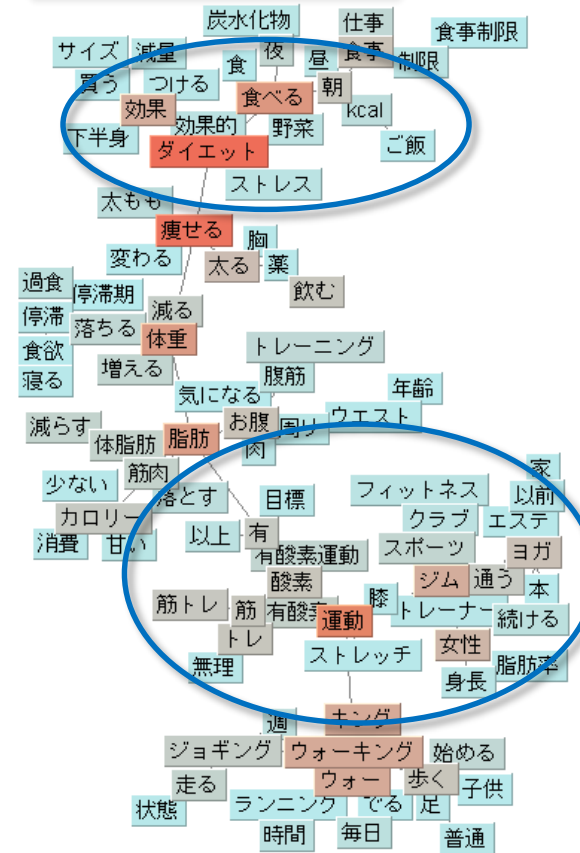 炭水化物
仕事
食事制限
サイズ
減量
夜
食事
食
昼
制限
買う
つける
食べる
朝
効果
kcal
下半身
効果的
野菜
ご飯
ダイエット
ストレス
太もも
痩せる
胸
変わる
太る
薬
過食
停滞期
飲む
減る
停滞
落ちる
体重
食欲
トレーニング
寝る
増える
腹筋
年齢
気になる
減らす
お腹
周り
ウエスト
体脂肪
脂肪
肉
筋肉
家
少ない
落とす
目標
フィットネス
以前
カロリー
クラブ
エステ
消費
甘い
以上
有
スポーツ
ヨガ
有酸素運動
酸素
ジム
通う
本
筋トレ
筋
有酸素
膝
トレーナー
運動
続ける
トレ
女性
無理
ストレッチ
脂肪率
身長
週
キング
ジョギング
ウォーキング
始める
走る
ウォー
歩く
子供
状態
ランニング
でる
足
時間
毎日
普通